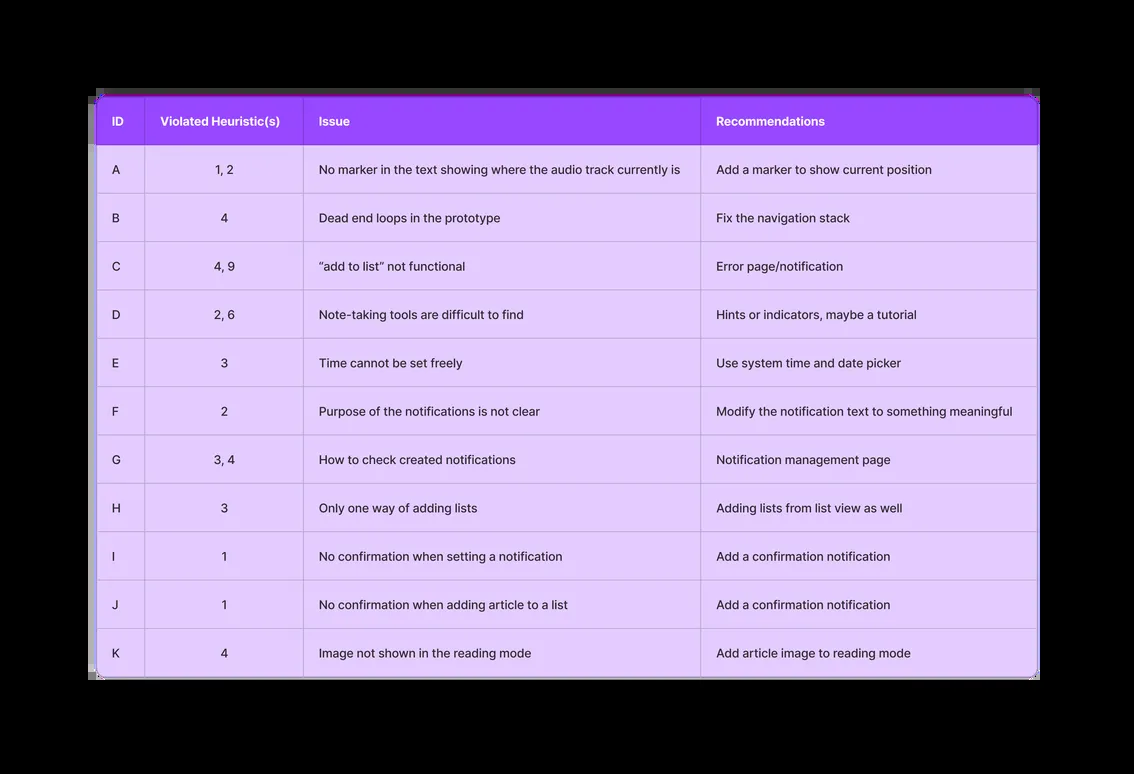 ID Violated Heuristic(s) Issue Recommendations
A 1, 2 No marker in the text showing where the audio track currently is Add a marker to show current position
B 4 Dead end loops in the prototype Fix the navigation stack
C 4, 9 “add to list” not functional Error page/notification
D 2, 6 Note-taking tools are difficult to find Hints or indicators, maybe a tutorial
E 3 Time cannot be set freely Use system time and date picker
F 2 Purpose of the notifications is not clear Modify the notification text to something meaningful
G 3, 4 How to check created notifications Notification management page
H 3 Only one way of adding lists Adding lists from list view as well
I 1 No confirmation when setting a notification Add a confirmation notification
J 1 No confirmation when adding article to a list Add a confirmation notification
K 4 Image not shown in the reading mode Add article image to reading mode